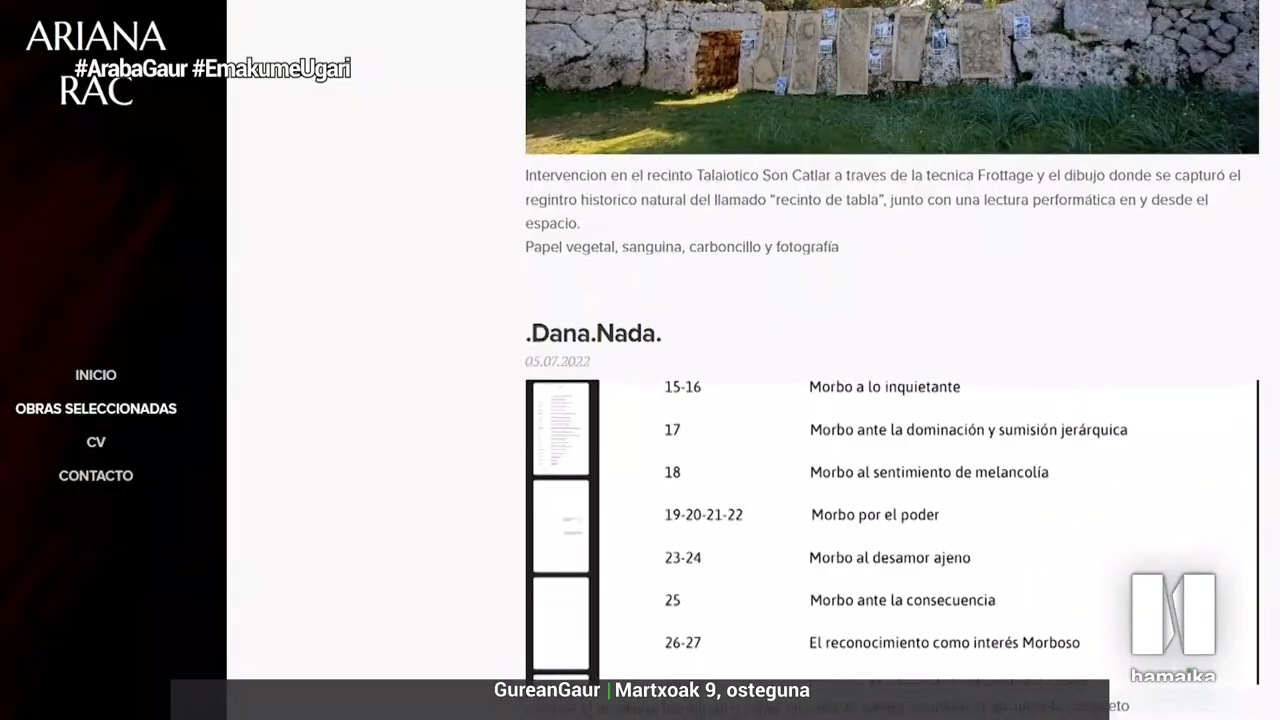 ARIANA
RAC
#ArabaGaur #EmakumeUgari
INICIO
OBRAS SELECCIONADAS
CV
CONTACTO
Intervencion en el recinto Talaiotico Son Catlar a traves de la tecnica Frottage y el dibujo donde se capturó el
regintro historico natural del llamado “recinto de tabla”, junto con una lectura performática en y desde el
espacio.
Papel vegetal, sanguina, carboncillo y fotografía
.Dana.Nada.
05.07.2022
15-16 Morbo a lo inquietante
17 Morbo ante la dominación y sumisión jerárquica
18 Morbo al sentimiento de melancolía
19-20-21-22 Morbo por el poder
23-24 Morbo al desamor ajeno
25 Morbo ante la consecuencia
26-27 El reconocimiento como interés Morboso
hamaika
GureanGaur | Martxoak 9, osteguna